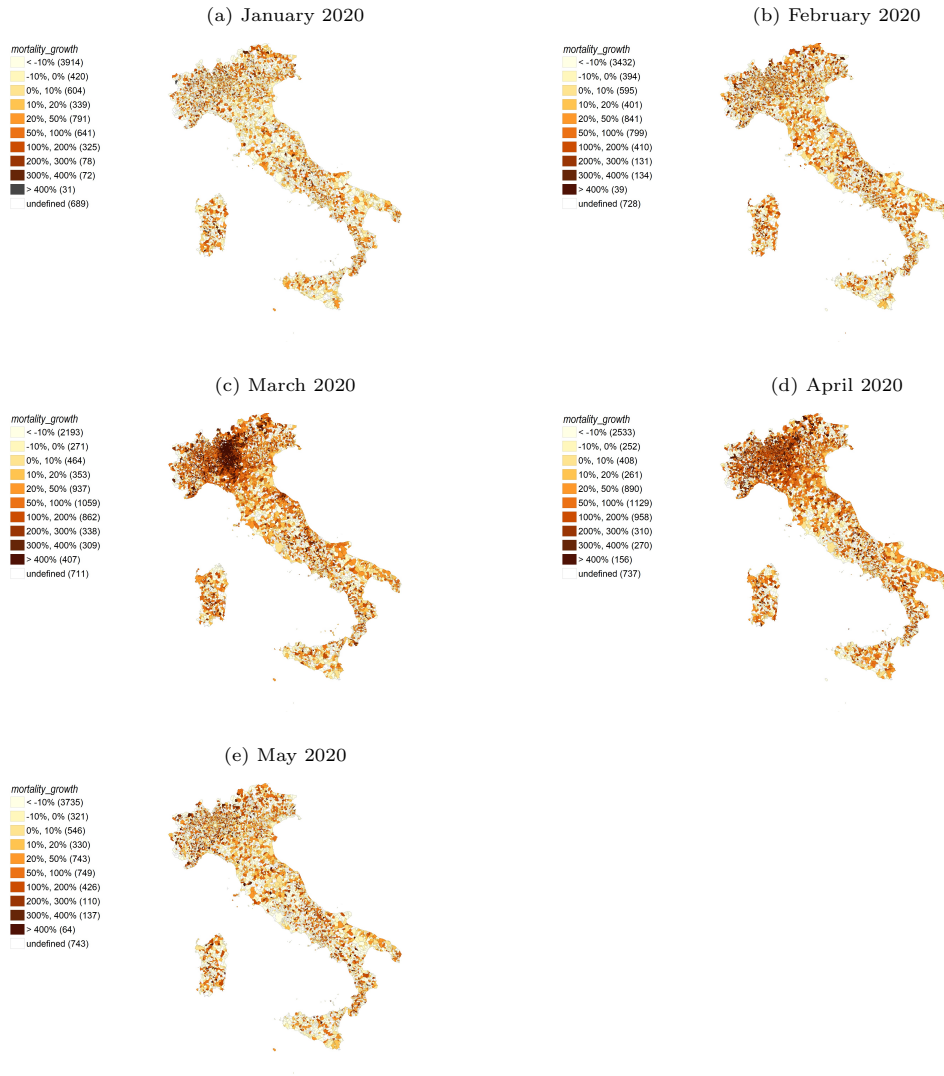 (a) January 2020
mortality_growth
< -10% (3914)
-10%, 0% (420)
0%, 10% (604)
10%, 20% (339)
20%, 50% (791)
50%, 100% (641)
100%, 200% (325)
200%, 300% (78)
300%, 400% (72)
> 400% (31)
undefined (689)
(b) February 2020
mortality_growth
< -10% (3432)
-10%, 0% (394)
0%, 10% (595)
10%, 20% (401)
20%, 50% (841)
50%, 100% (799)
100%, 200% (410)
200%, 300% (131)
300%, 400% (134)
> 400% (39)
undefined (728)
(c) March 2020
mortality_growth
< -10% (2193)
-10%, 0% (271)
0%, 10% (464)
10%, 20% (353)
20%, 50% (937)
50%, 100% (1059)
100%, 200% (862)
200%, 300% (338)
300%, 400% (309)
> 400% (407)
undefined (711)
(d) April 2020
mortality_growth
< -10% (2533)
-10%, 0% (252)
0%, 10% (408)
10%, 20% (261)
20%, 50% (890)
50%, 100% (1129)
100%, 200% (958)
200%, 300% (310)
300%, 400% (270)
> 400% (156)
undefined (737)
(e) May 2020
mortality_growth
< -10% (3735)
-10%, 0% (321)
0%, 10% (546)
10%, 20% (330)
20%, 50% (743)
50%, 100% (749)
100%, 200% (426)
200%, 300% (110)
300%, 400% (137)
> 400% (64)
undefined (743)